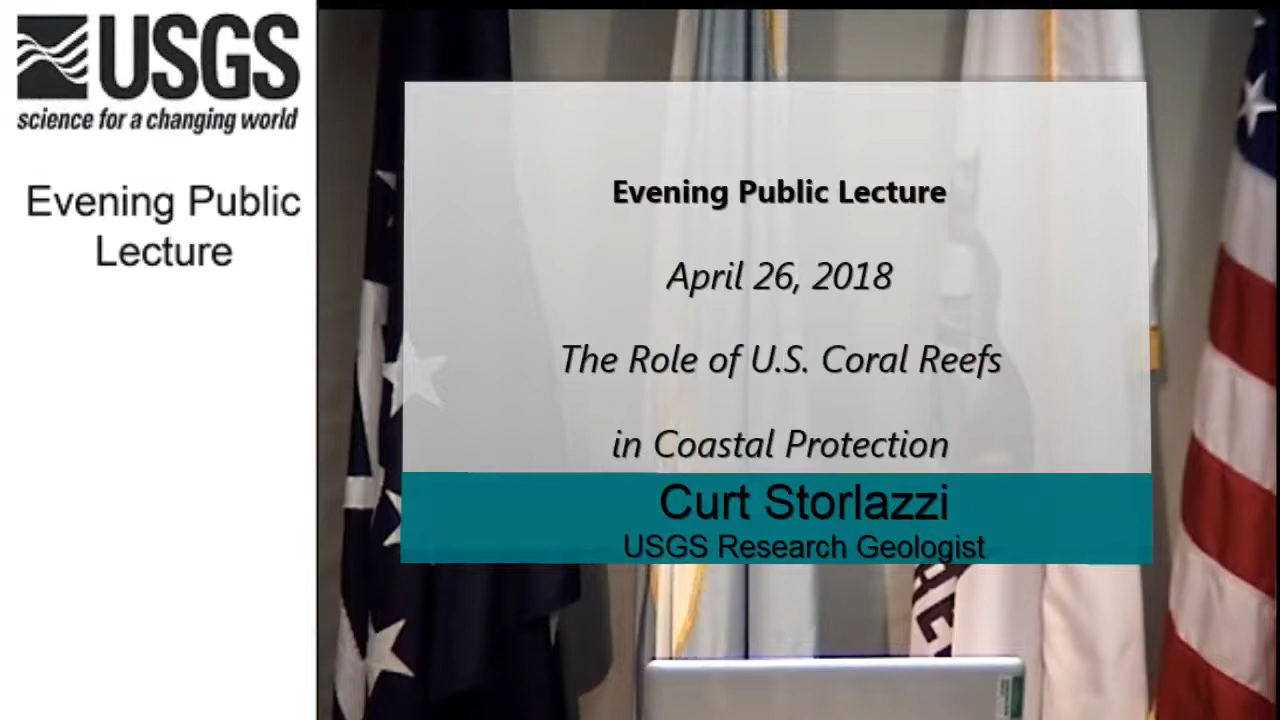 USGS
science for a changing world
Evening Public
Lecture
Evening Public Lecture
April 26, 2018
The Role of U.S. Coral Reefs
in Coastal Protection
Curt Storlazzi
USGS Research Geologist